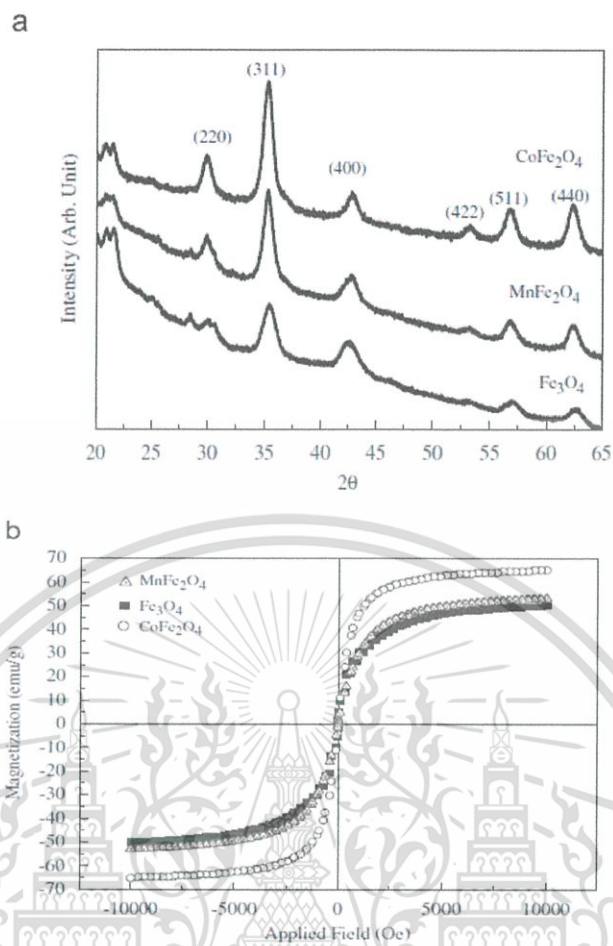 a
(311)
(220)
(400)
CoFe₂O₄
(422)
(511)
(440)
MnFe₂O₄
Fe₃O₄
Intensity (Arb. Unit)
20 25 30 35 40 45 50 55 60 65
2θ
b
70
60
50
40
30
20
10
0
-10
-20
-30
-40
-50
-60
-70
MnFe₂O₄
Fe₃O₄
CoFe₂O₄
Magnetization (emu/g)
-10000 -5000 0 5000 10000
Applied Field (Oe)